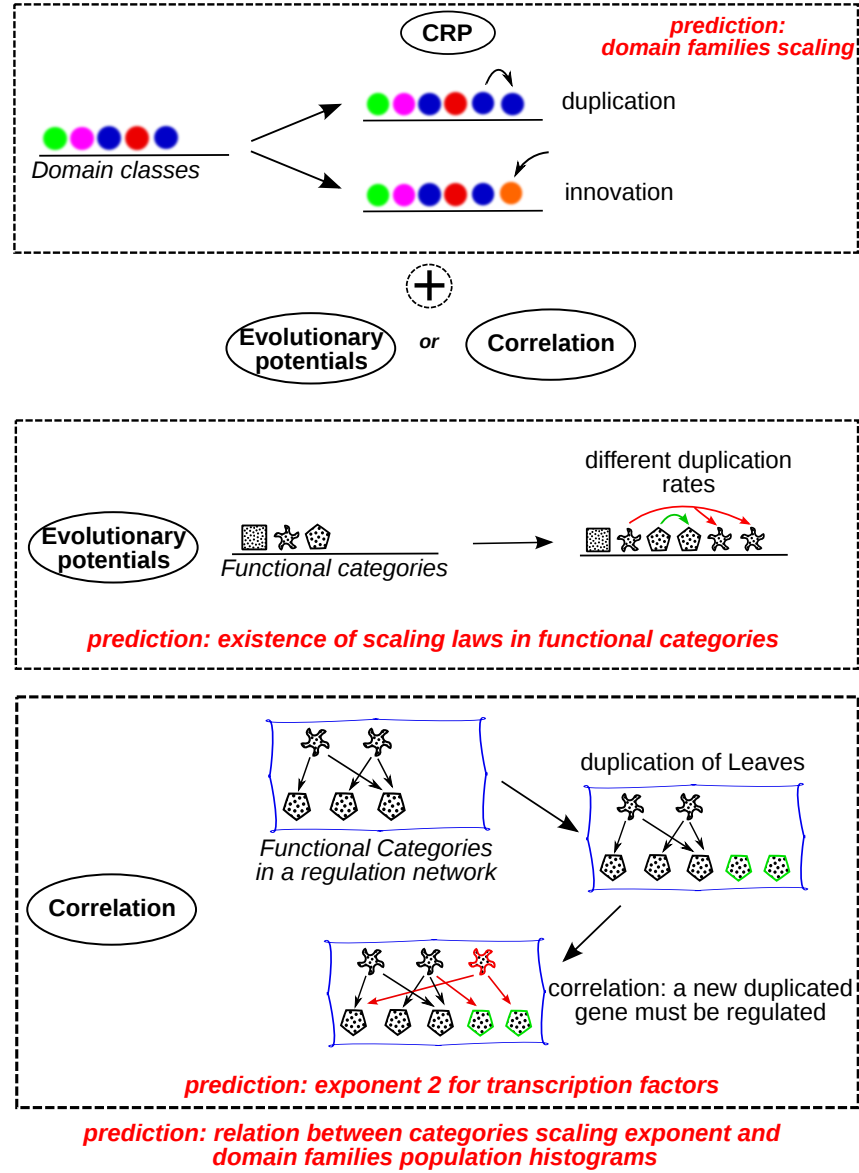 CRP
prediction:
domain families scaling
duplication
Domain classes
innovation
+
Evolutionary
potentials
or
Correlation
different duplication
rates
Evolutionary
potentials
Functional categories
prediction: existence of scaling laws in functional categories
duplication of Leaves
Functional Categories
in a regulation network
Correlation
correlation: a new duplicated
gene must be regulated
prediction: exponent 2 for transcription factors
prediction: relation between categories scaling exponent and
domain families population histograms